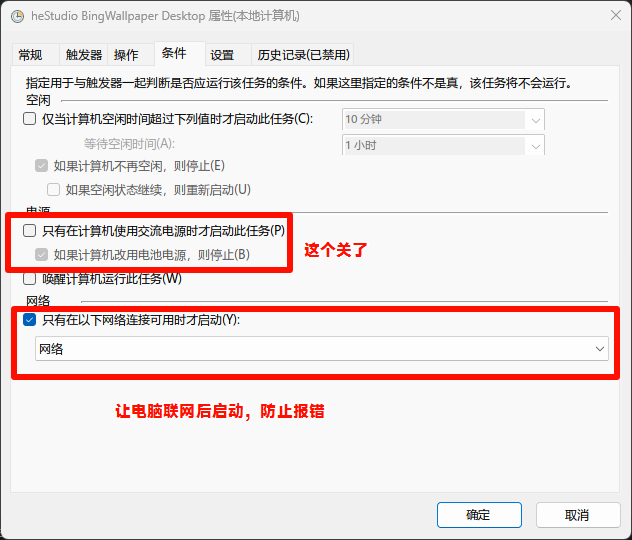 heStudio BingWallpaper Desktop 属性(本地计算机)
常规 触发器 操作 条件 设置 历史记录(已禁用)
指定用于与触发器一起判断是否应运行该任务的条件。如果这里指定的条件不是真，该任务将不会运行。
空闲
仅当计算机空闲时间超过下列值时才启动此任务(C): 10 分钟
等待空闲时间(A): 1 小时
如果计算机不再空闲，则停止(E)
如果空闲状态继续，则重新启动(U)
电源
只有在计算机使用交流电源时才启动此任务(P)
这个关了
如果计算机改用电池电源，则停止(B)
唤醒计算机运行此任务(W)
网络
只有在以下网络连接可用时才启动(Y):
网络
让电脑联网后启动，防止报错
确定 取消